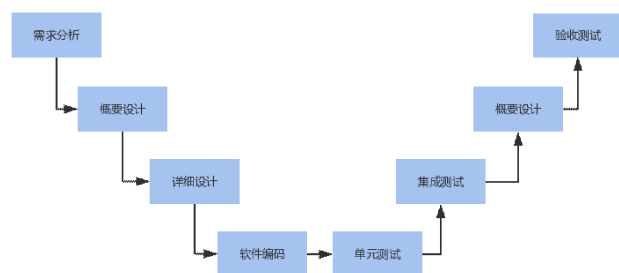 需求分析
验收测试
概要设计
概要设计
详细设计
集成测试
软件编码
单元测试